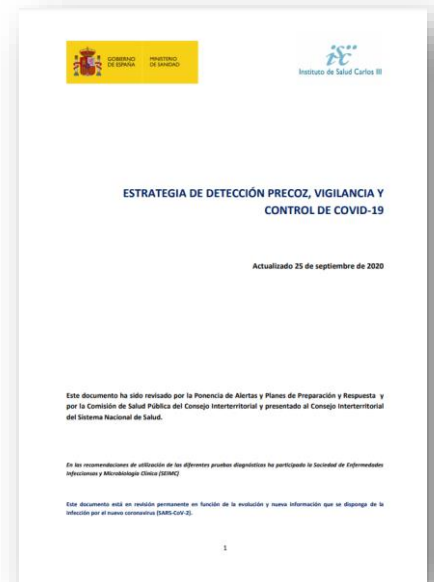 GOBIERNO
DE ESPAÑA
MINISTERIO
DE SANIDAD
Instituto de Salud Carlos III
ESTRATEGIA DE DETECCIÓN PRECOZ, VIGILANCIA Y
CONTROL DE COVID-19
Actualizado 25 de septiembre de 2020
Este documento ha sido revisado por la Ponencia de Alertas y Planes de Preparación y Respuesta y
por la Comisión de Salud Pública del Consejo Interterritorial y presentado al Consejo Interterritorial
del Sistema Nacional de Salud.
En las recomendaciones de utilización de las diferentes pruebas diagnósticas ha participado la Sociedad de Enfermedades
Infecciosas y Microbiología Clínica (SEIMC)
Este documento está en revisión permanente en función de la evolución y nueva información que se disponga de la
infección por el nuevo coronavirus (SARS-CoV-2).
1